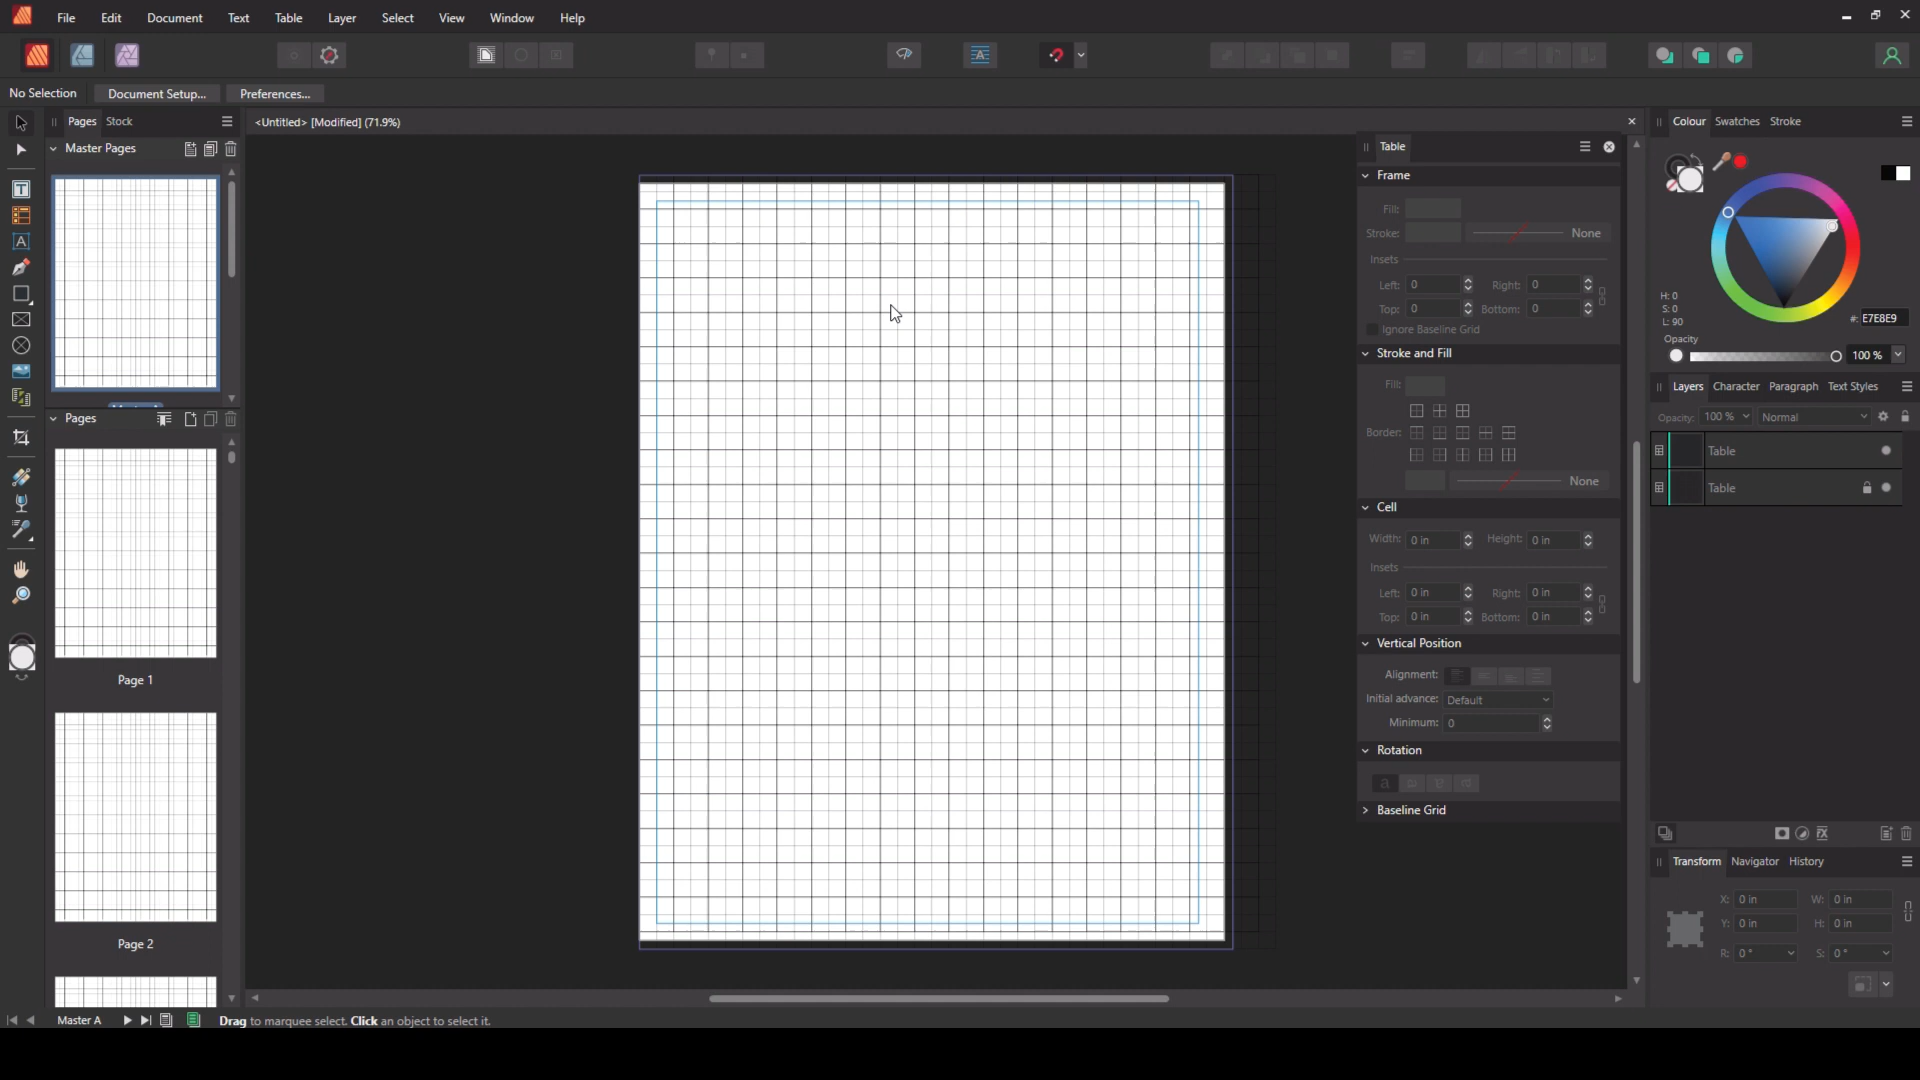 File Edit Document Text Table Layer Select View Window Help
No Selection Document Setup... Preferences...
Pages Stock
<Untitled> [Modified] (71.9%)
Master Pages
Pages
Page 1
Page 2
Table
Frame
Fill:
Stroke: None
Insets
Left: 0 Right: 0
Top: 0 Bottom: 0
Ignore Baseline Grid
Stroke and Fill
Fill:
Border:
None
Cell
Width: 0 in Height: 0 in
Insets
Left: 0 in Right: 0 in
Top: 0 in Bottom: 0 in
Vertical Position
Alignment:
Initial advance: Default
Minimum: 0
Rotation
a
Baseline Grid
Colour Swatches Stroke
H: 0
S: 0
L: 90
#: E7E8E9
Opacity
100 %
Layers Character Paragraph Text Styles
Opacity: 100 % Normal
Table
Table
Transform Navigator History
X: 0 in W: 0 in
Y: 0 in H: 0 in
R: 0 ° S: 0 °
Master A Drag to marquee select. Click an object to select it.